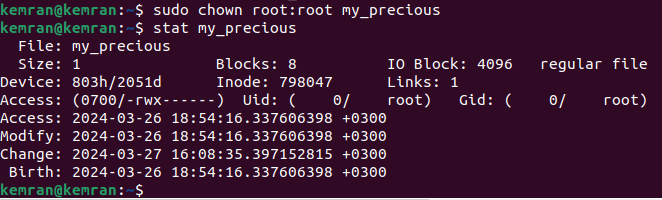 kemran@kemran:~$ sudo chown root:root my_precious
kemran@kemran:~$ stat my_precious
  File: my_precious
  Size: 1               Blocks: 8          IO Block: 4096   regular file
Device: 803h/2051d      Inode: 798047      Links: 1
Access: (0700/-rwx------)  Uid: (    0/    root)   Gid: (    0/    root)
Access: 2024-03-26 18:54:16.337606398 +0300
Modify: 2024-03-26 18:54:16.337606398 +0300
Change: 2024-03-27 16:08:35.397152815 +0300
 Birth: 2024-03-26 18:54:16.337606398 +0300
kemran@kemran:~$